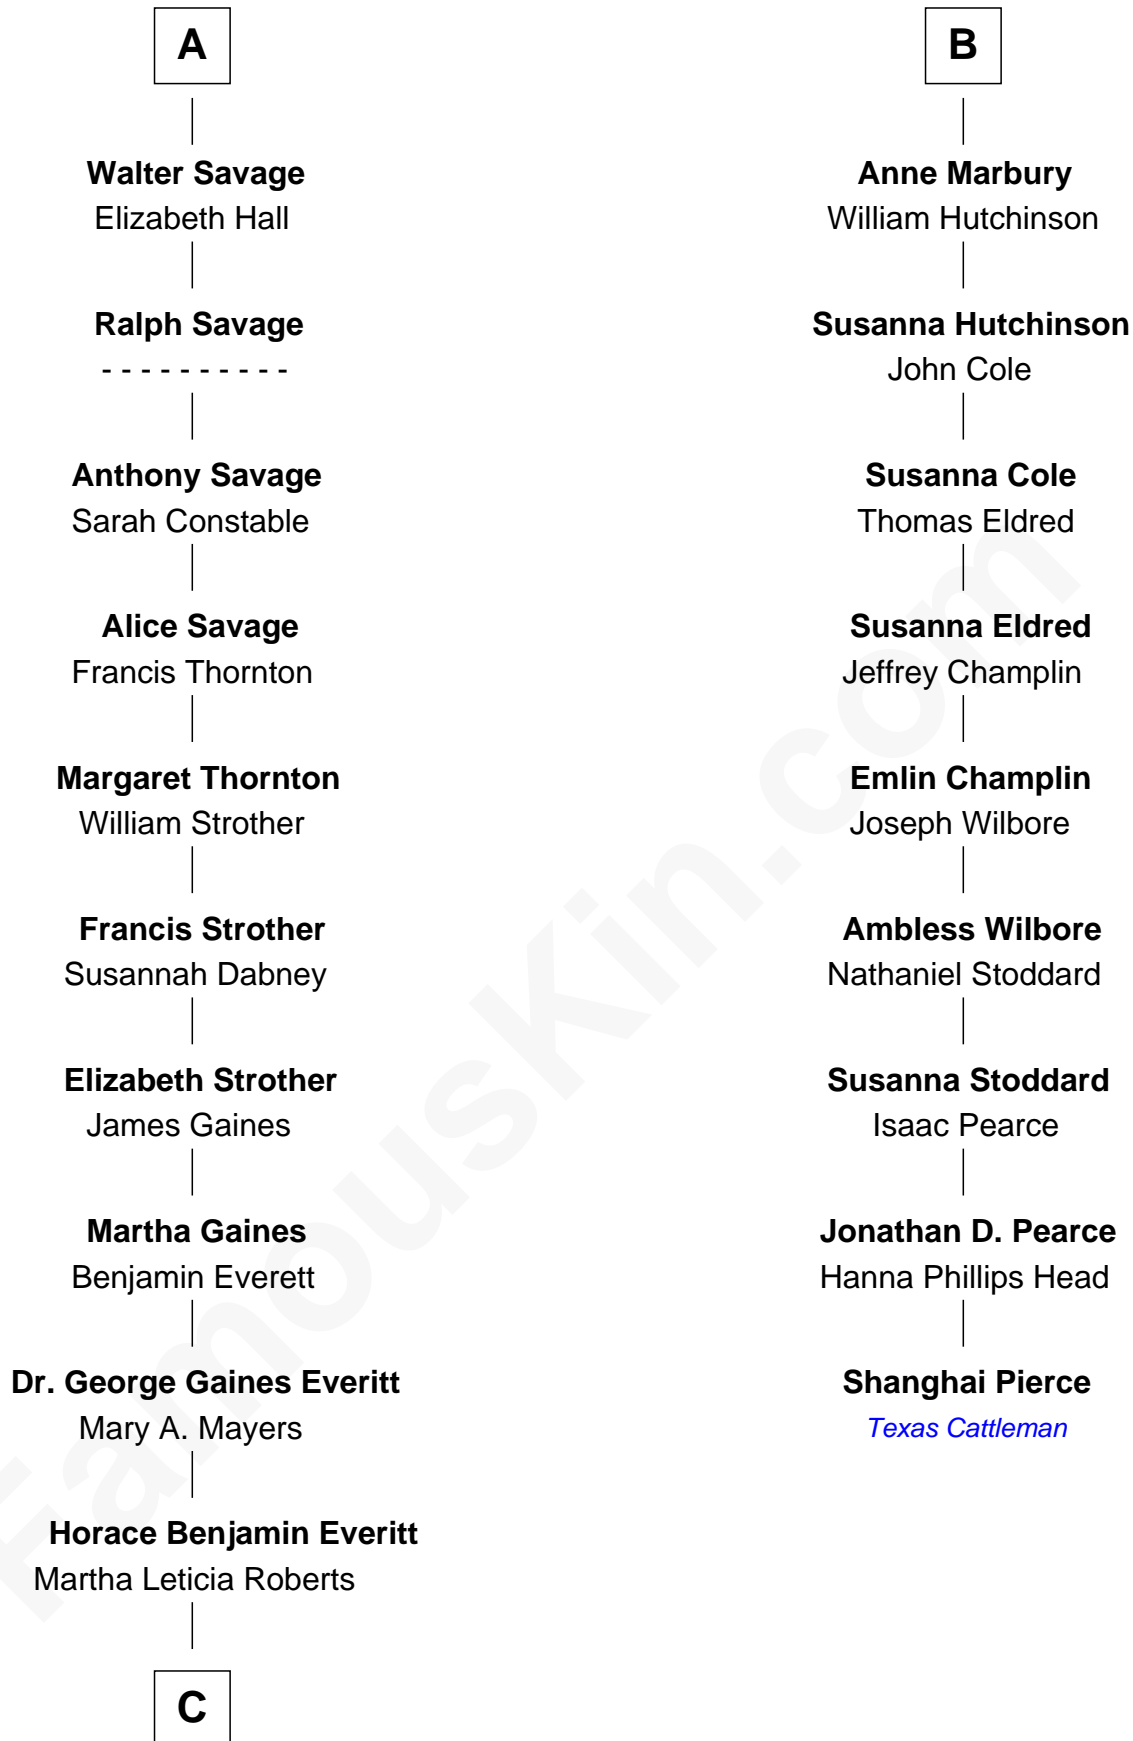 A
Walter Savage
Elizabeth Hall
Ralph Savage
- - - - - - - - - -
Anthony Savage
Sarah Constable
Alice Savage
Francis Thornton
Margaret Thornton
William Strother
Francis Strother
Susannah Dabney
Elizabeth Strother
James Gaines
Martha Gaines
Benjamin Everett
Dr. George Gaines Everitt
Mary A. Mayers
Horace Benjamin Everitt
Martha Leticia Roberts
C
B
Anne Marbury
William Hutchinson
Susanna Hutchinson
John Cole
Susanna Cole
Thomas Eldred
Susanna Eldred
Jeffrey Champlin
Emlin Champlin
Joseph Wilbore
Ambless Wilbore
Nathaniel Stoddard
Susanna Stoddard
Isaac Pearce
Jonathan D. Pearce
Hanna Phillips Head
Shanghai Pierce
Texas Cattleman
FamousKin.com